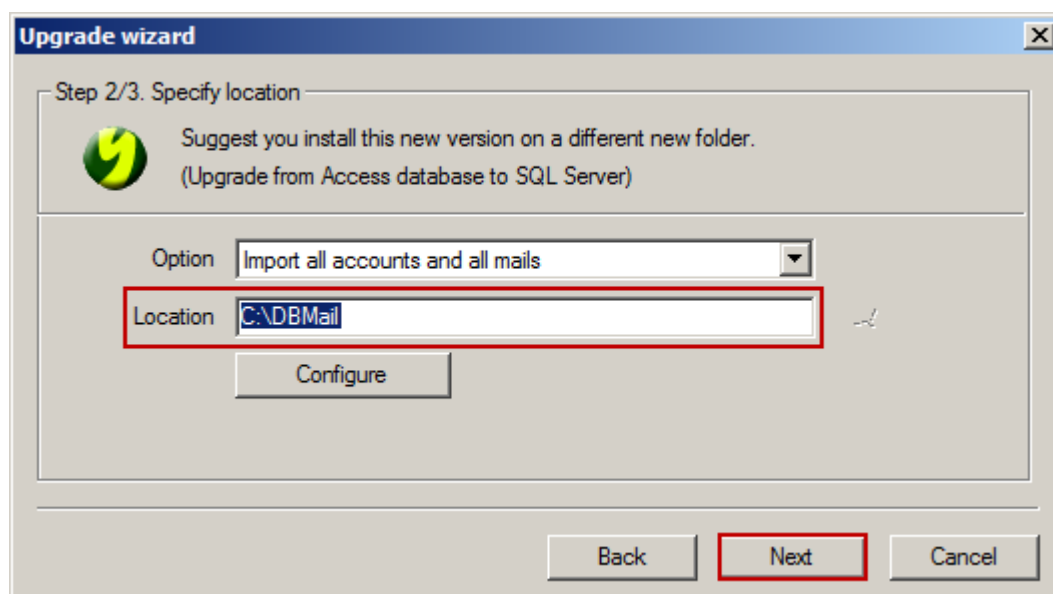 Upgrade wizard
Step 2/3. Specify location
Suggest you install this new version on a different new folder.
(Upgrade from Access database to SQL Server)
Option Import all accounts and all mails
Location C:\DBMail
Configure
Back Next Cancel